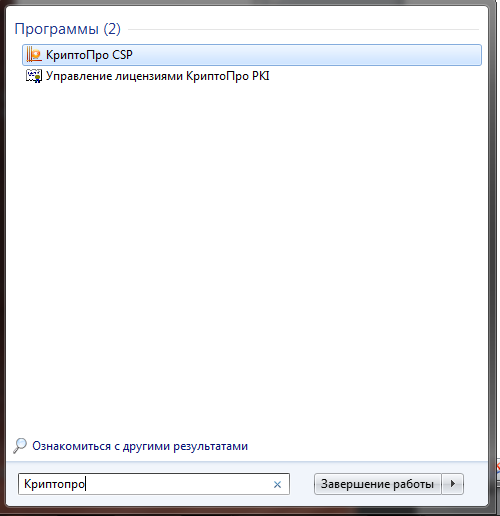 Программы (2)
КриптоПро CSP
Управление лицензиями КриптоПро PKI
Ознакомиться с другими результатами
Криптопро
Завершение работы